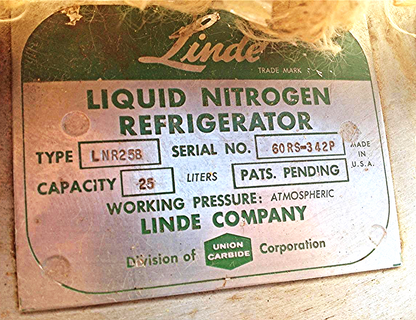 Linde
TRADE MARK
LIQUID NITROGEN
REFRIGERATOR
TYPE LNR25B SERIAL NO. 60RS-342P MADE IN U.S.A.
CAPACITY 25 LITERS PATS. PENDING
WORKING PRESSURE: ATMOSPHERIC
LINDE COMPANY
Division of UNION CARBIDE Corporation